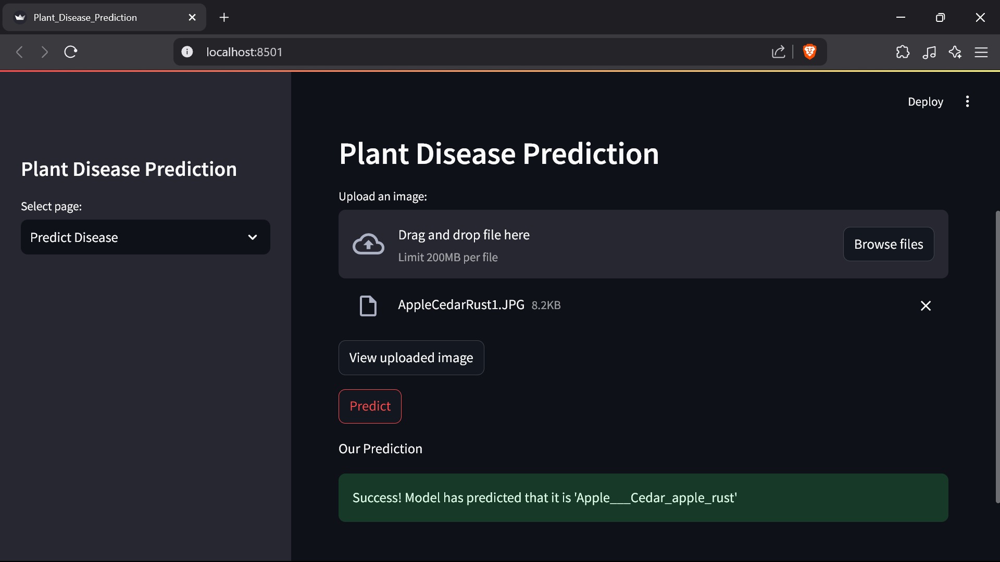 Plant_Disease_Prediction
localhost:8501
Deploy
Plant Disease Prediction
Select page:
Predict Disease
Plant Disease Prediction
Upload an image:
Drag and drop file here
Limit 200MB per file
Browse files
AppleCedarRust1.JPG 8.2KB
View uploaded image
Predict
Our Prediction
Success! Model has predicted that it is 'Apple___Cedar_apple_rust'